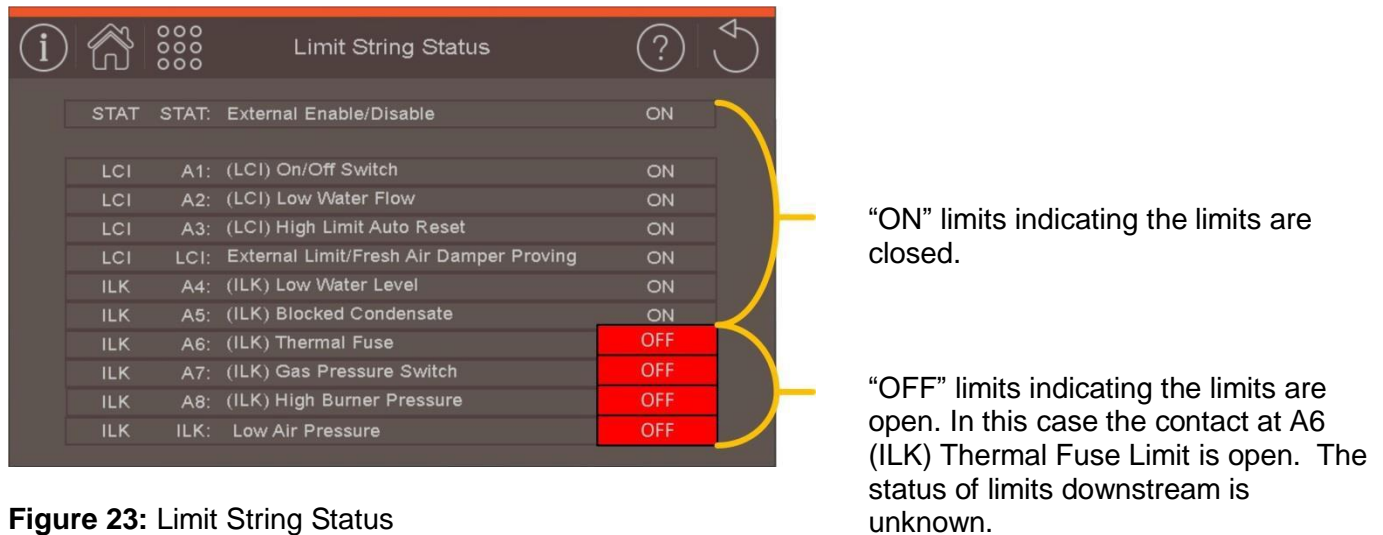 i Limit String Status ?
STAT STAT: External Enable/Disable ON
LCI A1: (LCI) On/Off Switch ON
LCI A2: (LCI) Low Water Flow ON
LCI A3: (LCI) High Limit Auto Reset ON
LCI LCI: External Limit/Fresh Air Damper Proving ON
ILK A4: (ILK) Low Water Level ON
ILK A5: (ILK) Blocked Condensate ON
ILK A6: (ILK) Thermal Fuse OFF
ILK A7: (ILK) Gas Pressure Switch OFF
ILK A8: (ILK) High Burner Pressure OFF
ILK ILK: Low Air Pressure OFF
“ON” limits indicating the limits are
closed.
“OFF” limits indicating the limits are
open. In this case the contact at A6
(ILK) Thermal Fuse Limit is open. The
status of limits downstream is
unknown.
Figure 23: Limit String Status